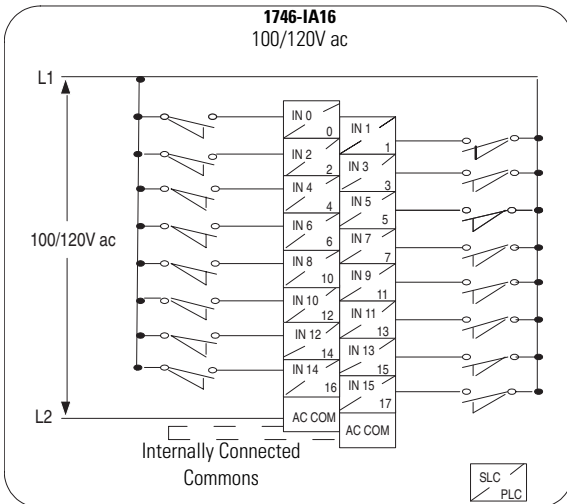 1746-IA16
100/120V ac
L1
IN 0
0
IN 1
1
IN 2
2
IN 3
3
IN 4
4
IN 5
5
IN 6
6
IN 7
7
IN 8
10
IN 9
11
IN 10
12
IN 11
13
IN 12
14
IN 13
15
IN 14
16
IN 15
17
100/120V ac
L2
AC COM
AC COM
Internally Connected
Commons
SLC
PLC